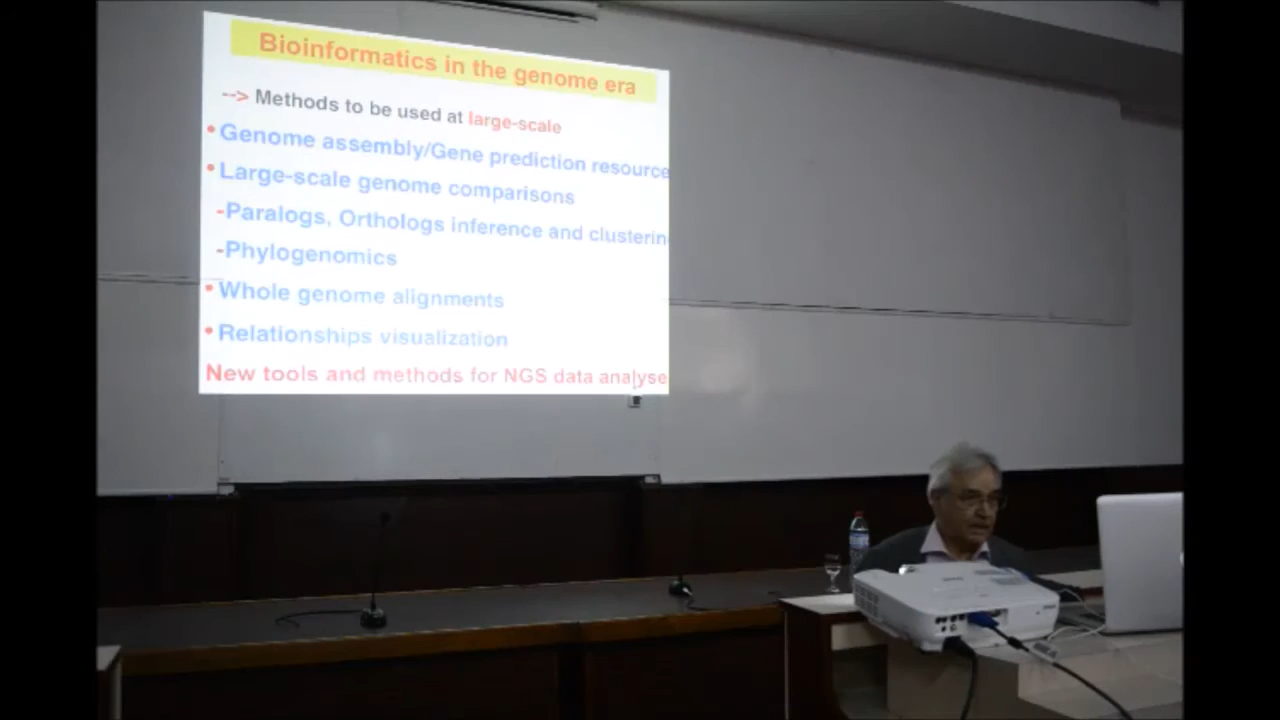 Bioinformatics in the genome era
--> Methods to be used at large-scale
• Genome assembly/Gene prediction resource
• Large-scale genome comparisons
-Paralogs, Orthologs inference and clusterin
-Phylogenomics
• Whole genome alignments
• Relationships visualization
New tools and methods for NGS data analyse